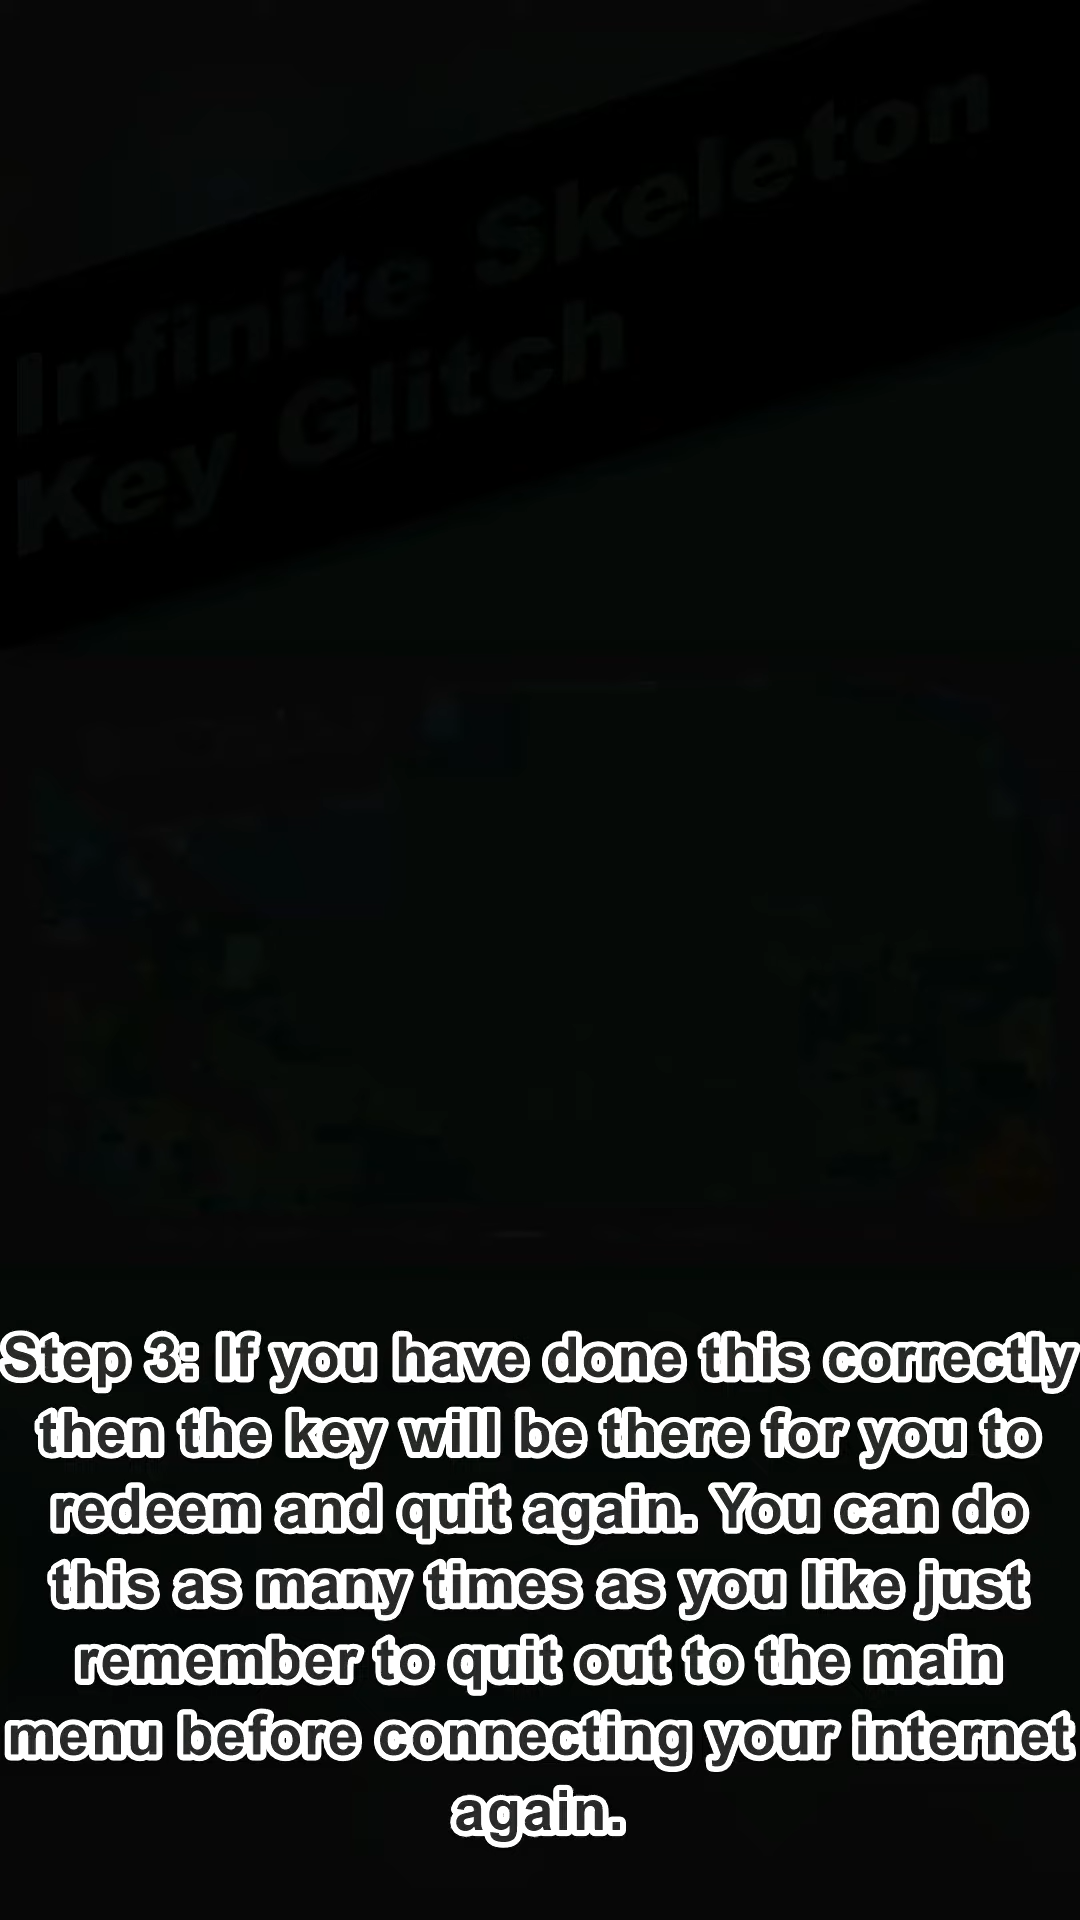 Infinite Skeleton
Key Glitch
Step 3: If you have done this correctly
then the key will be there for you to
redeem and quit again. You can do
this as many times as you like just
remember to quit out to the main
menu before connecting your internet
again.